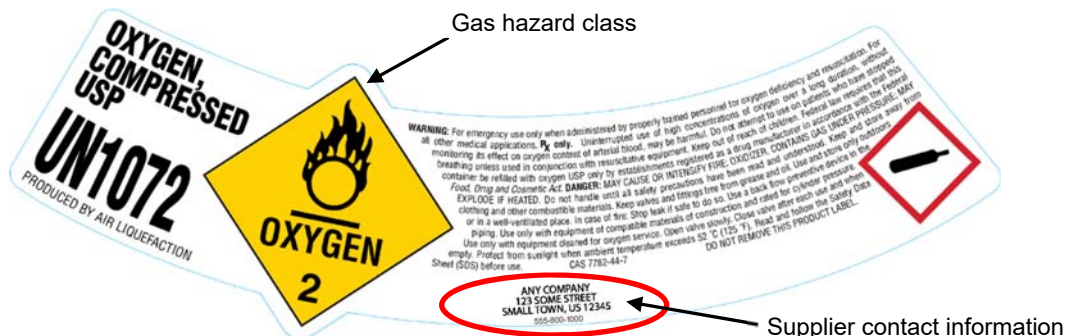 Gas hazard class
OXYGEN,
COMPRESSED
USP
UN1072
PRODUCED BY AIR LIQUEFACTION
OXYGEN
2
WARNING: For emergency use only when administered by properly trained personnel for oxygen deficiency and resuscitation. For
all other medical applications, Rx only. Uninterrupted use of high concentrations of oxygen over a long duration, without
monitoring its effect on oxygen content of arterial blood, may be harmful. Do not attempt to use on patients who have stopped
breathing unless used in conjunction with resuscitative equipment. Keep out of reach of children. Federal law requires that this
container be refilled with oxygen USP only by establishments registered as a drug manufacturer in accordance with the Federal
Food, Drug and Cosmetic Act. DANGER: MAY CAUSE OR INTENSIFY FIRE; OXIDIZER. CONTAINS GAS UNDER PRESSURE; MAY
EXPLODE IF HEATED. Do not handle until all safety precautions have been read and understood. Keep and store away from
clothing and other combustible materials. Keep valves and fittings free from grease and oil. Use and store only outdoors
or in a well-ventilated place. In case of fire: Stop leak if safe to do so. Use a back flow preventive device in the
piping. Use only with equipment of compatible materials of construction and rated for cylinder pressure.
Use only with equipment cleaned for oxygen service. Open valve slowly. Close valve after each use and when
empty. Protect from sunlight when ambient temperature exceeds 52 °C (125 °F). Read and follow the Safety Data
Sheet (SDS) before use. CAS 7782-44-7 DO NOT REMOVE THIS PRODUCT LABEL.
ANY COMPANY
123 SOME STREET
SMALL TOWN, US 12345
555-800-1000
Supplier contact information